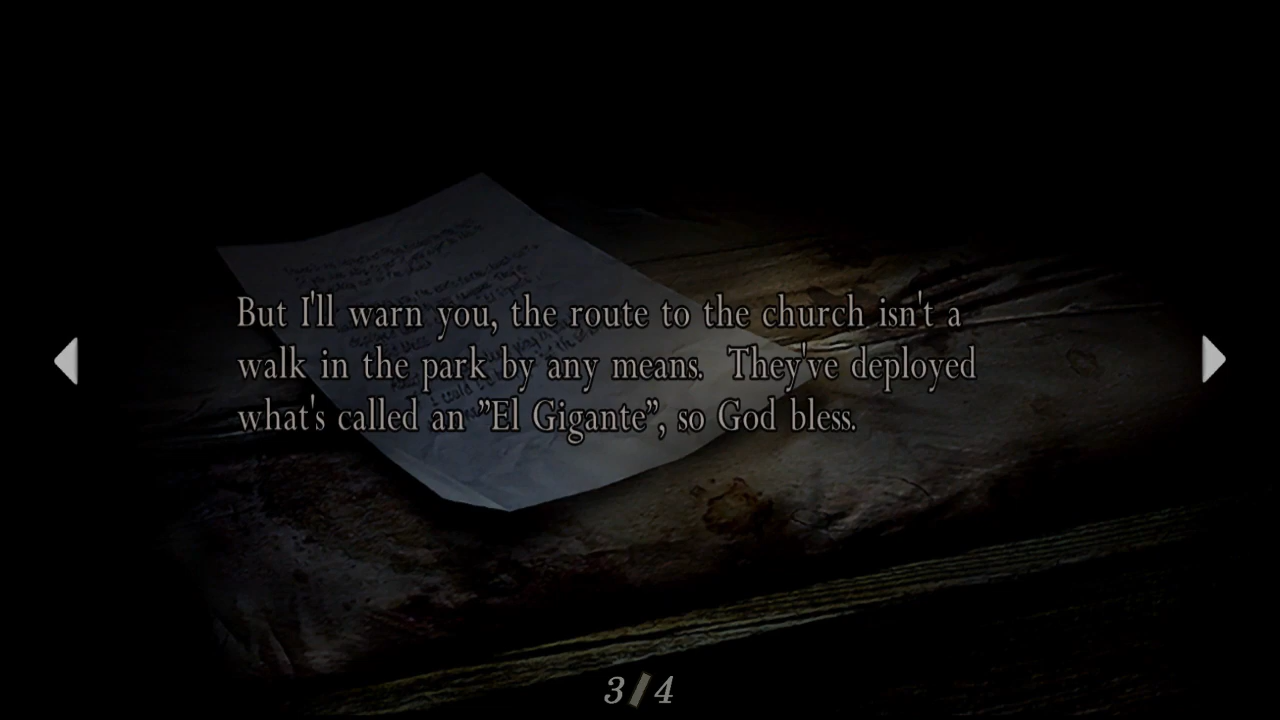 But I'll warn you, the route to the church isn't a
walk in the park by any means. They've deployed
what's called an ”El Gigante”, so God bless.
3/4